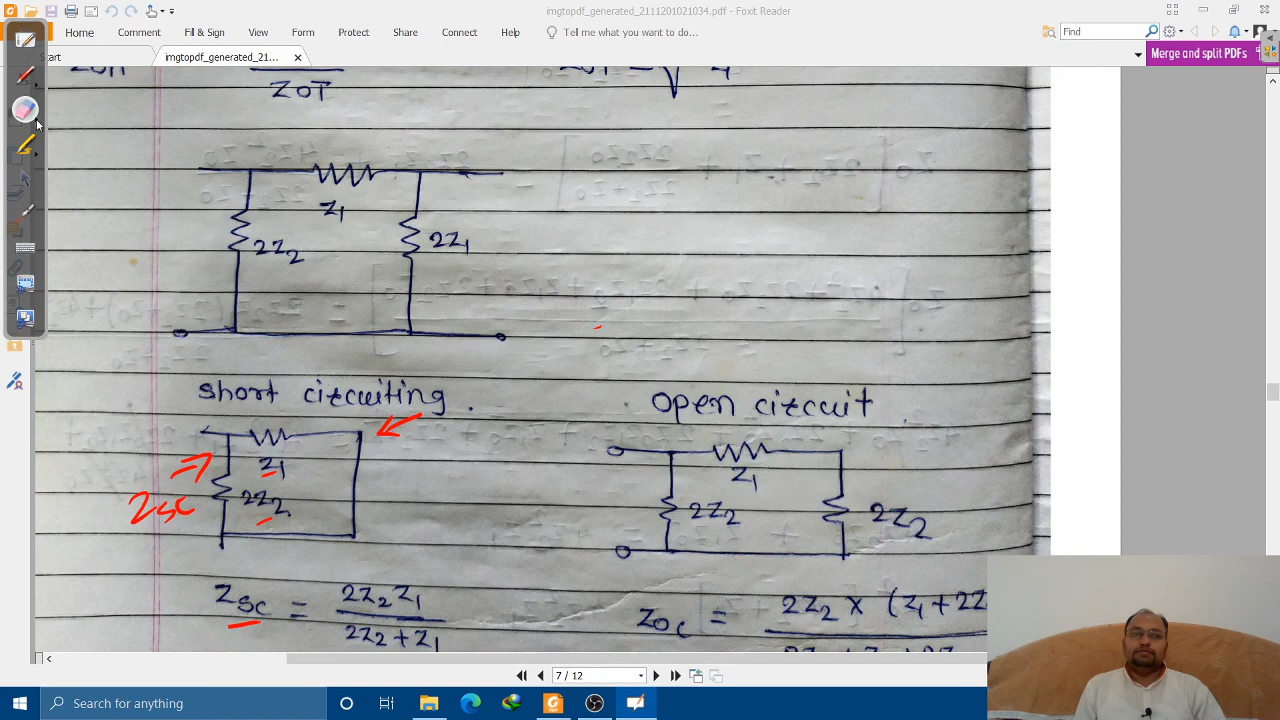 imgtopdf_generated_2111201021034.pdf - Foxit Reader
Home Comment Fill & Sign View Form Protect Share Connect Help Tell me what you want to do... Find
Start imgtopdf_generated_21... Merge and split PDFs
ZOT
Z1
2Z2
2Z1
short circuiting.
open circuit.
Z1
2Z2
Zsc
Z1
2Z2
2Z2
Zsc = 2Z2Z1
2Z2+Z1
Zoc = 2Z2 x (Z1+2Z
7 / 12
Search for anything